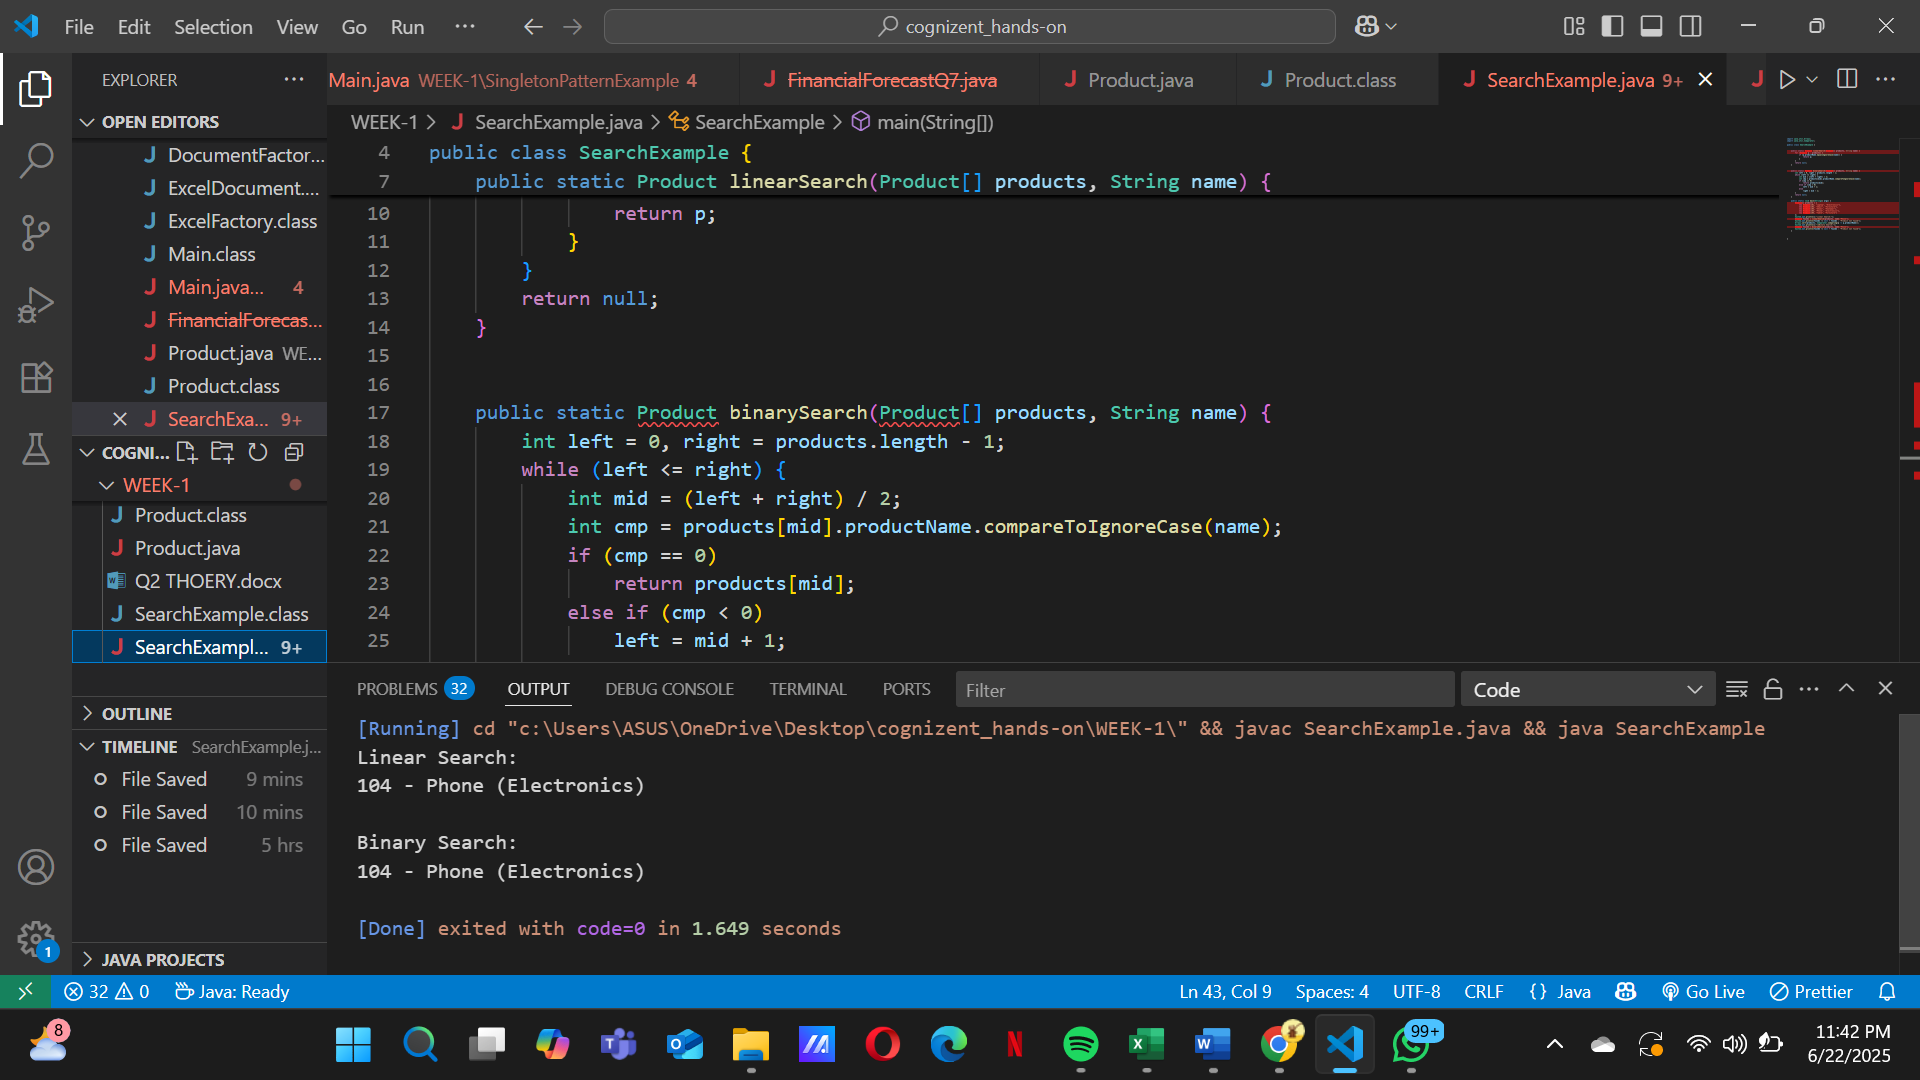 File Edit Selection View Go Run ··· cognizent_hands-on
EXPLORER ···
OPEN EDITORS
DocumentFactor...
ExcelDocument....
ExcelFactory.class
Main.class
Main.java... 4
FinancialForecas...
Product.java WE...
Product.class
SearchExa... 9+
COGNI...
WEEK-1
Product.class
Product.java
Q2 THOERY.docx
SearchExample.class
SearchExampl... 9+
OUTLINE
TIMELINE SearchExample.j...
File Saved 9 mins
File Saved 10 mins
File Saved 5 hrs
JAVA PROJECTS
Main.java WEEK-1\SingletonPatternExample 4 FinancialForecastQ7.java Product.java Product.class SearchExample.java 9+
WEEK-1 > SearchExample.java > SearchExample > main(String[])
4 public class SearchExample {
7 public static Product linearSearch(Product[] products, String name) {
10 return p;
11 }
12 }
13 return null;
14 }
15
16
17 public static Product binarySearch(Product[] products, String name) {
18 int left = 0, right = products.length - 1;
19 while (left <= right) {
20 int mid = (left + right) / 2;
21 int cmp = products[mid].productName.compareToIgnoreCase(name);
22 if (cmp == 0)
23 return products[mid];
24 else if (cmp < 0)
25 left = mid + 1;
PROBLEMS 32 OUTPUT DEBUG CONSOLE TERMINAL PORTS Filter Code
[Running] cd "c:\Users\ASUS\OneDrive\Desktop\cognizent_hands-on\WEEK-1\" && javac SearchExample.java && java SearchExample
Linear Search:
104 - Phone (Electronics)
Binary Search:
104 - Phone (Electronics)
[Done] exited with code=0 in 1.649 seconds
1
32 0 Java: Ready Ln 43, Col 9 Spaces: 4 UTF-8 CRLF {} Java Go Live Prettier
8 99+ 11:42 PM
6/22/2025